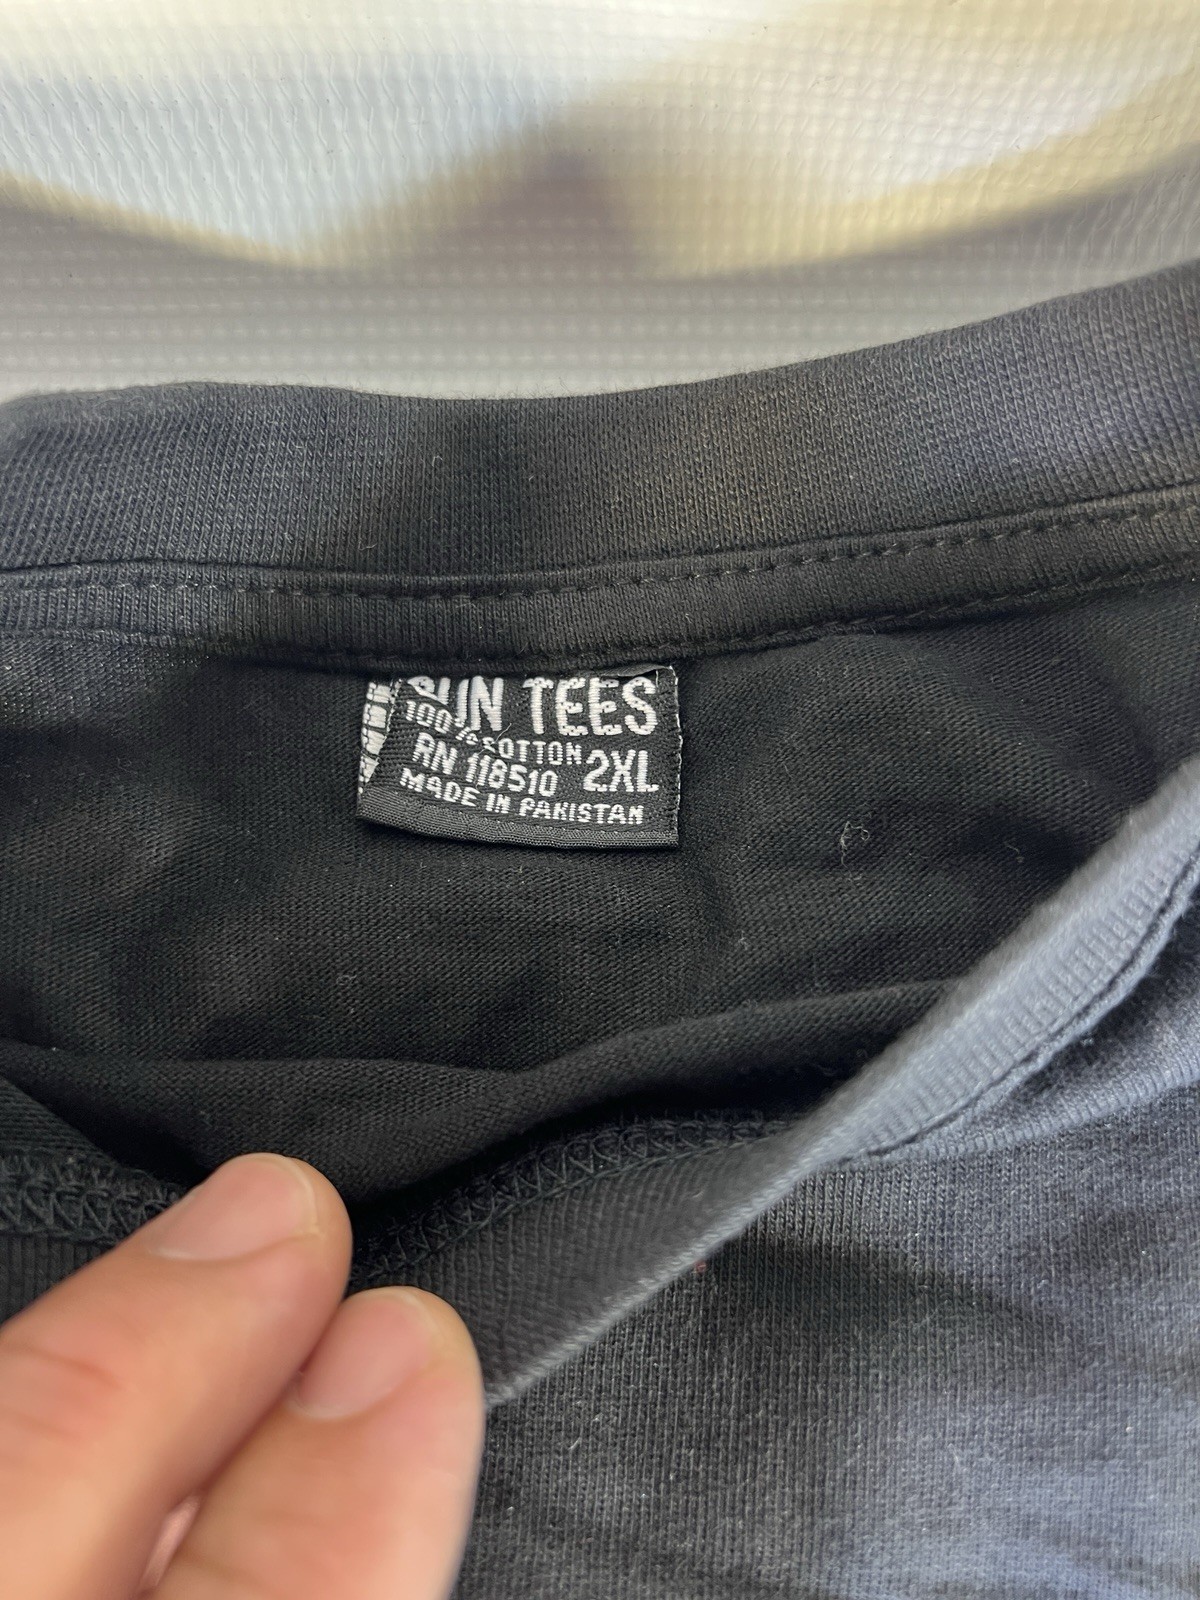 SUN TEES
100% COTTON
RN 118510 2XL
MADE IN PAKISTAN